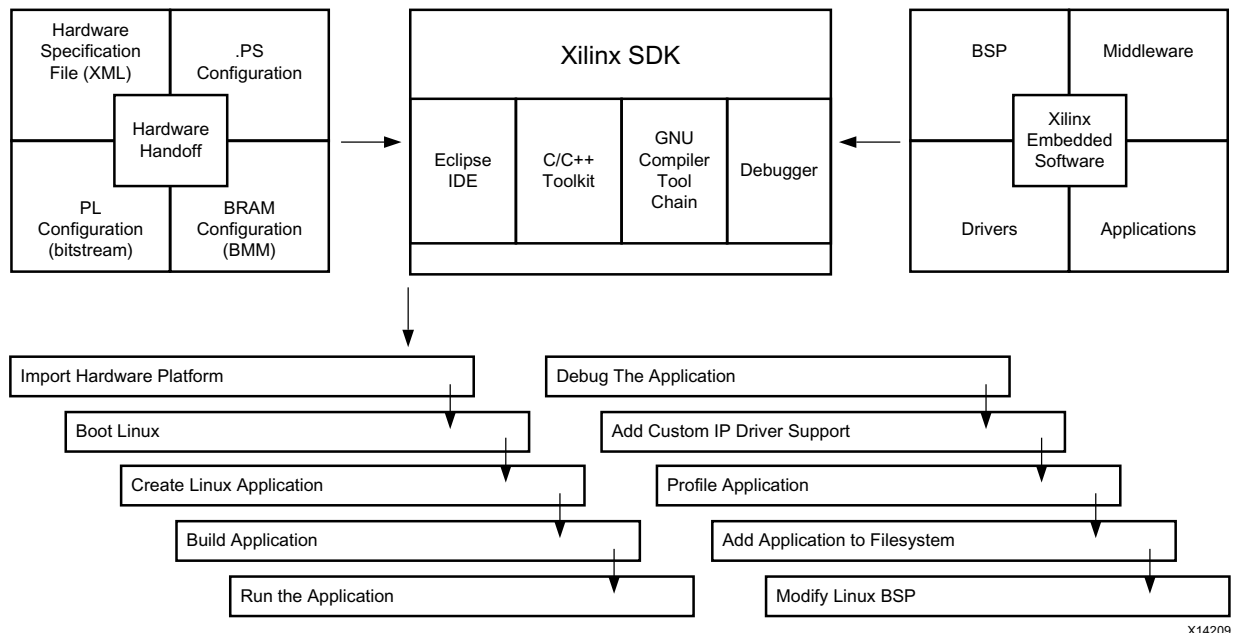 Hardware
Specification
File (XML)
.PS
Configuration
Hardware
Handoff
PL
Configuration
(bitstream)
BRAM
Configuration
(BMM)
Xilinx SDK
Eclipse
IDE
C/C++
Toolkit
GNU
Compiler
Tool
Chain
Debugger
BSP
Middleware
Xilinx
Embedded
Software
Drivers
Applications
Import Hardware Platform
Boot Linux
Create Linux Application
Build Application
Run the Application
Debug The Application
Add Custom IP Driver Support
Profile Application
Add Application to Filesystem
Modify Linux BSP
X14209